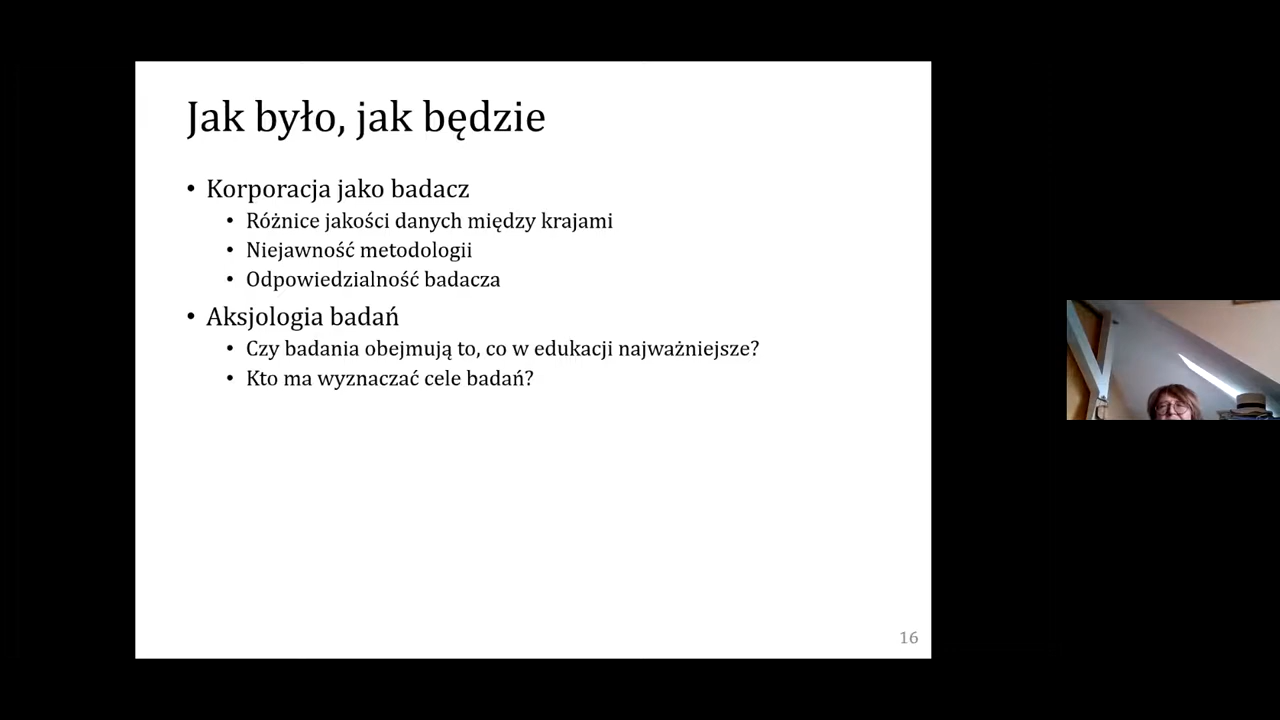 Jak było, jak będzie
• Korporacja jako badacz
• Różnice jakości danych między krajami
• Niejawność metodologii
• Odpowiedzialność badacza
• Aksjologia badań
• Czy badania obejmują to, co w edukacji najważniejsze?
• Kto ma wyznaczać cele badań?
16